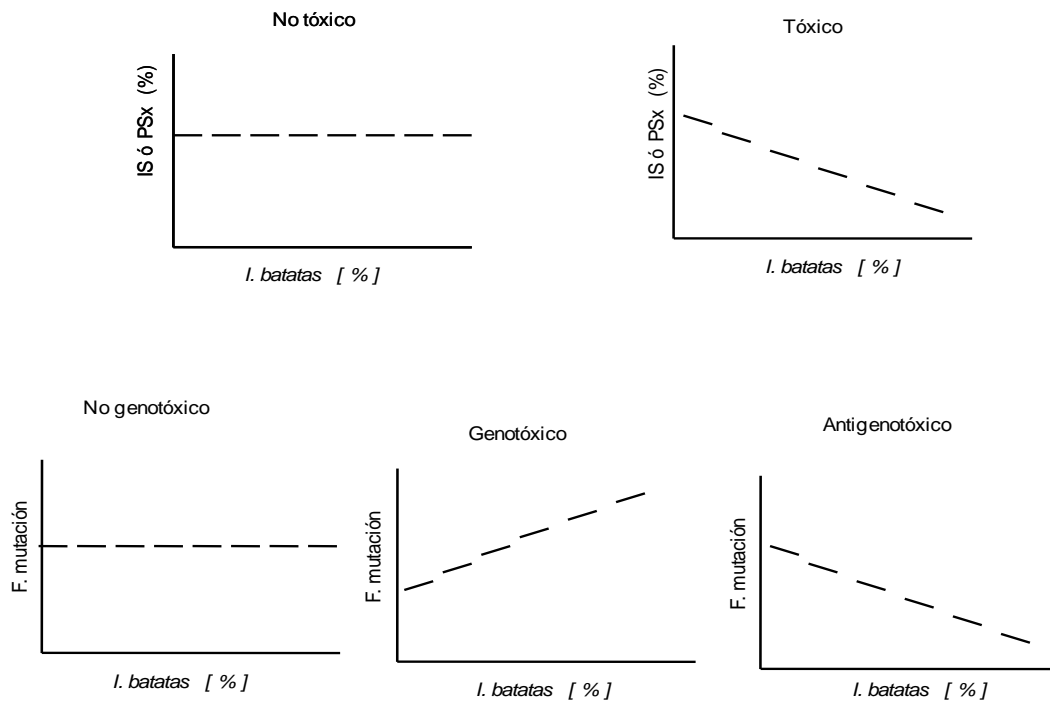 No tóxico
IS ó PSx (%)
I. batatas [ % ]
Tóxico
IS ó PSx (%)
I. batatas [ % ]
No genotóxico
F. mutación
I. batatas [ % ]
Genotóxico
F. mutación
I. batatas [ % ]
Antigenotóxico
F. mutación
I. batatas [ % ]